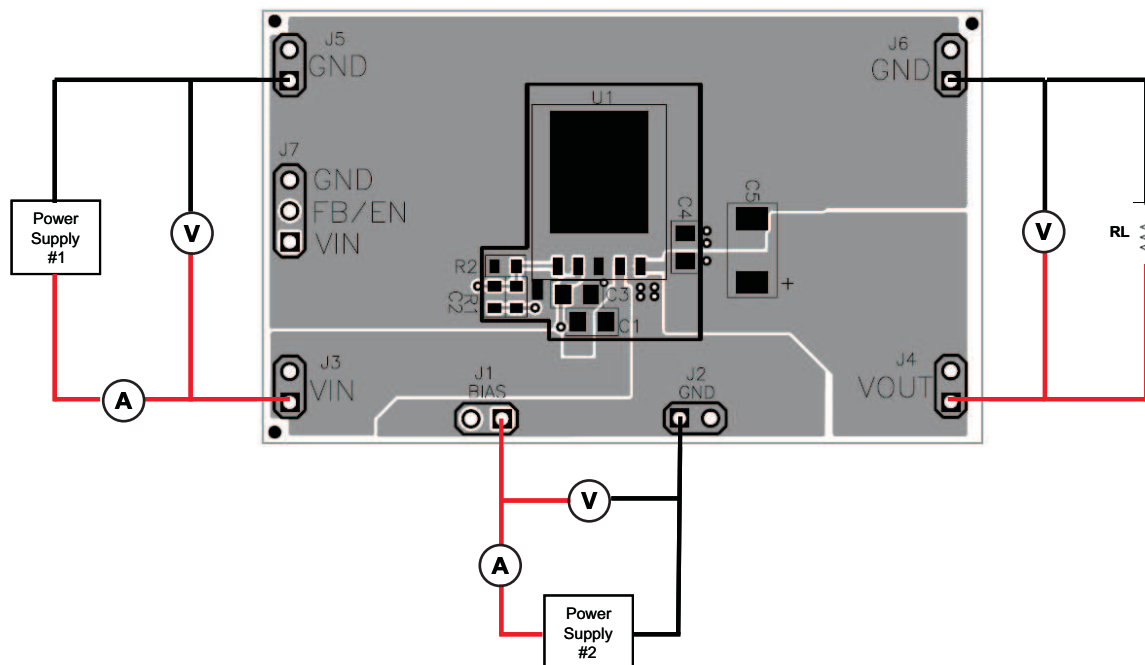 J5
GND
J6
GND
U1
J7
GND
FB/EN
VIN
Power
Supply
#1
V
C5
C4
V
RL
R2
R1
C2
C3
C1
+
J3
VIN
A
J1
BIAS
J2
GND
J4
VOUT
V
A
Power
Supply
#2